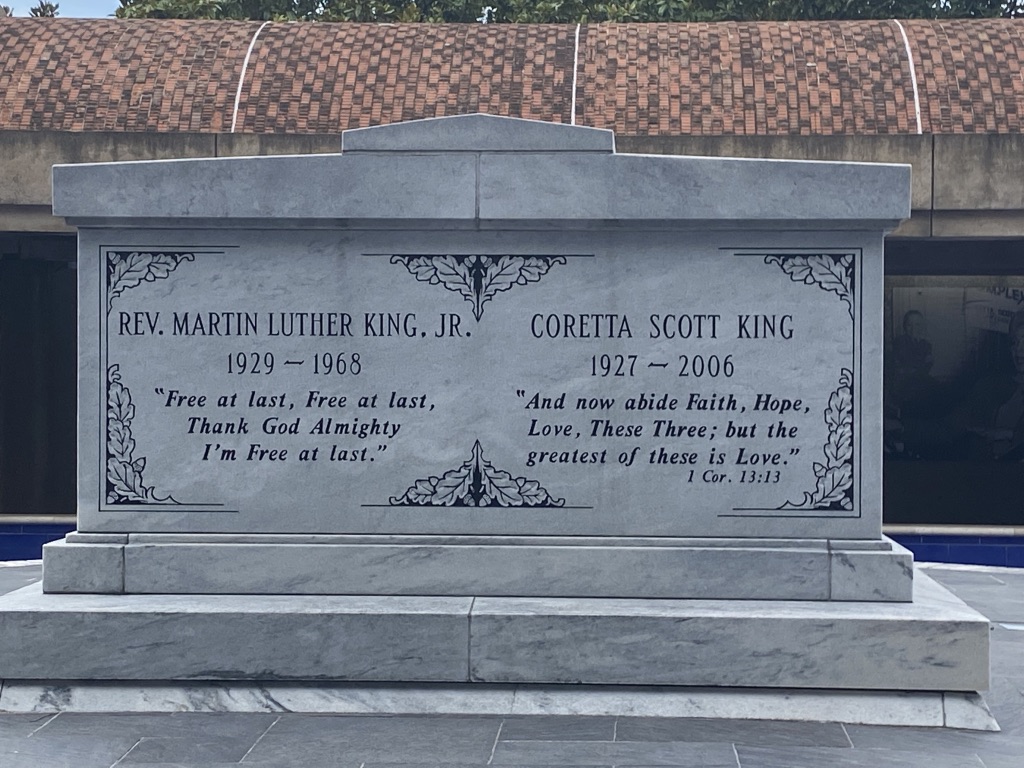 REV. MARTIN LUTHER KING, JR.
1929 — 1968
"Free at last, Free at last,
Thank God Almighty
I'm Free at last."
CORETTA SCOTT KING
1927 — 2006
"And now abide Faith, Hope,
Love, These Three; but the
greatest of these is Love."
1 Cor. 13:13